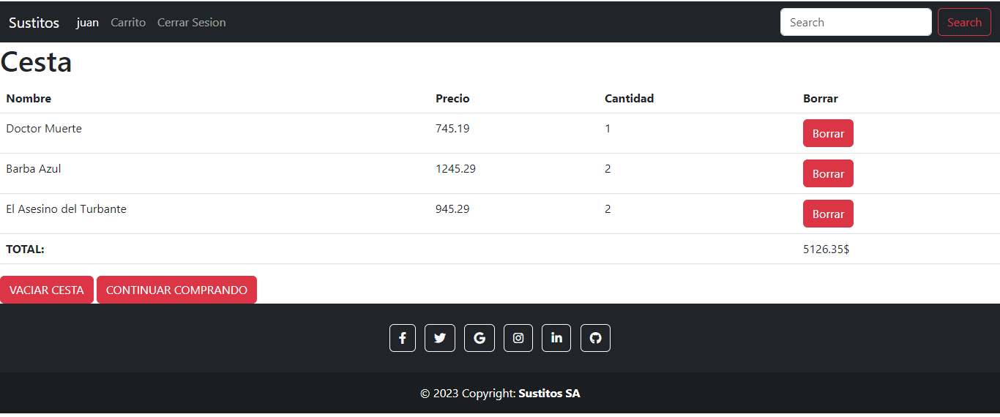 Sustitos juan Carrito Cerrar Sesion Search Search
Cesta
Nombre Precio Cantidad Borrar
Doctor Muerte 745.19 1 Borrar
Barba Azul 1245.29 2 Borrar
El Asesino del Turbante 945.29 2 Borrar
TOTAL: 5126.35$
VACIAR CESTA CONTINUAR COMPRANDO
© 2023 Copyright: Sustitos SA